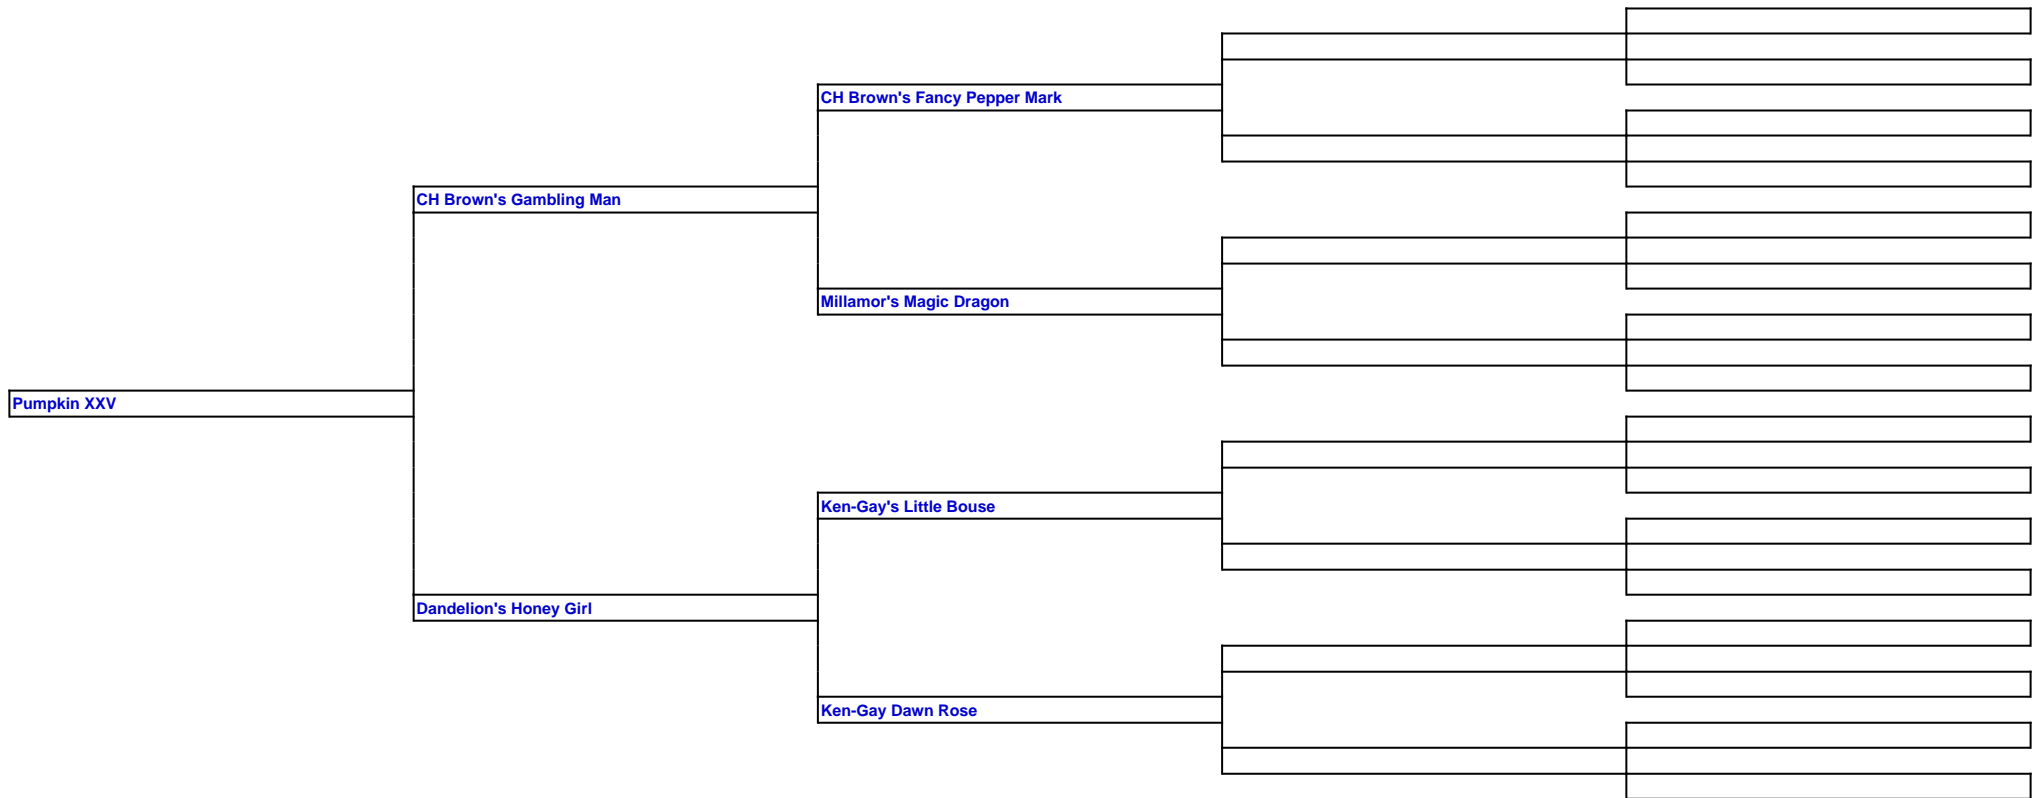 CH Brown's Fancy Pepper Mark
CH Brown's Gambling Man
Millamor's Magic Dragon
Pumpkin XXV
Ken-Gay's Little Bouse
Dandelion's Honey Girl
Ken-Gay Dawn Rose